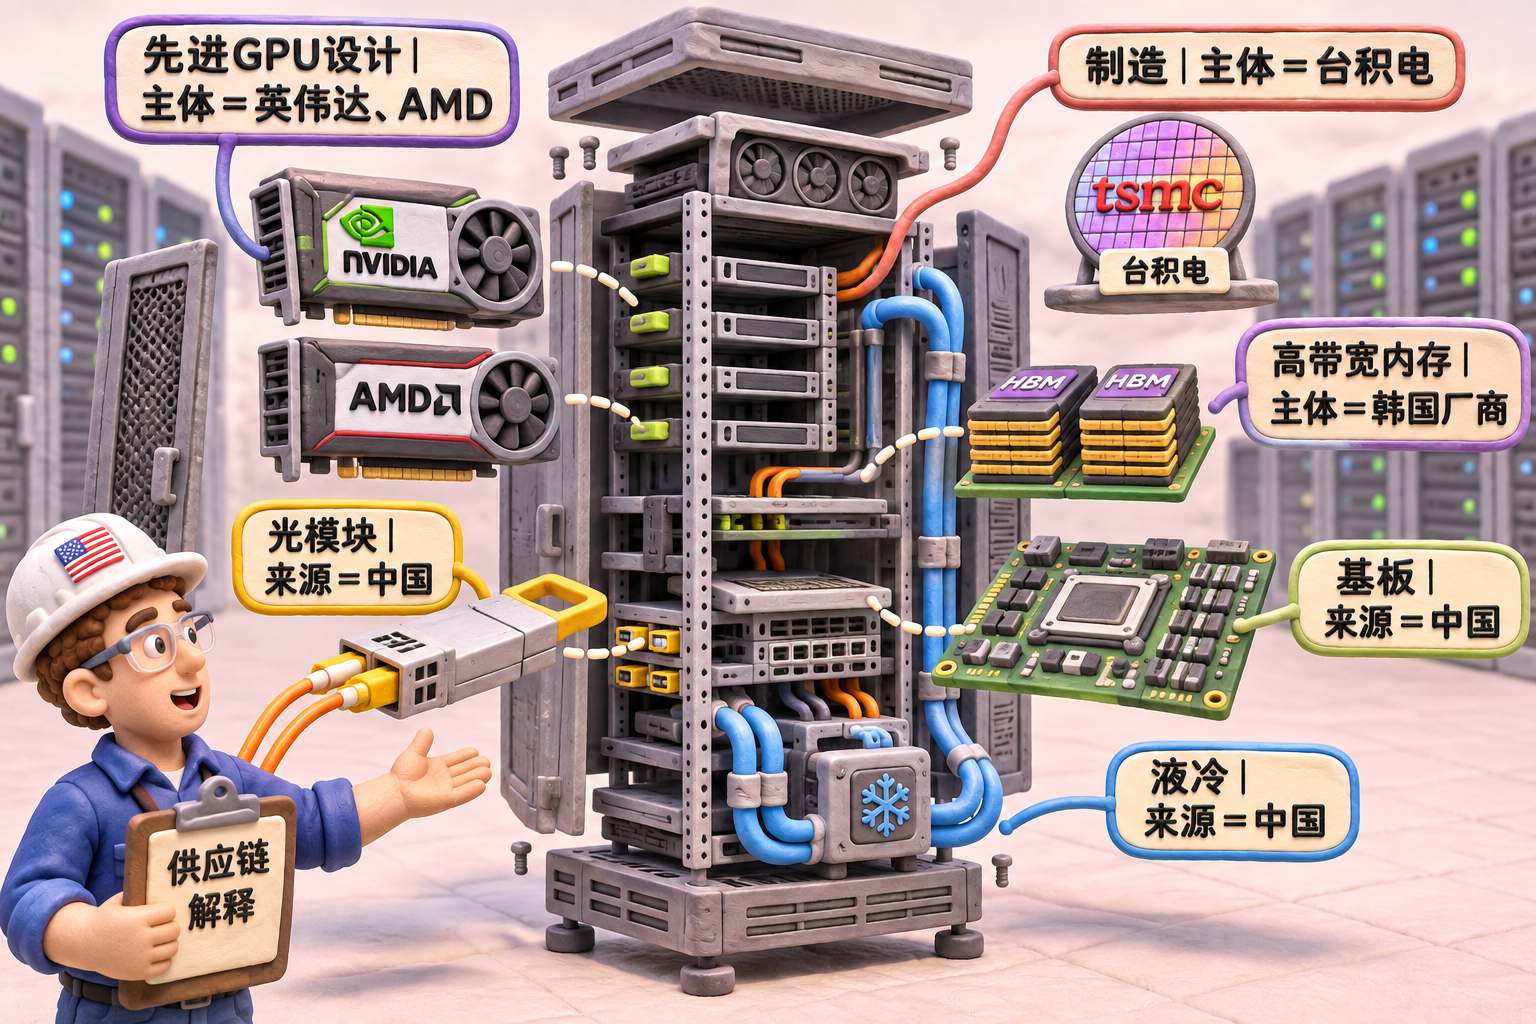 先进GPU设计|
主体=英伟达、AMD
制造|主体=台积电
NVIDIA
tsmc
台积电
AMD
高带宽内存|
主体=韩国厂商
HBM
HBM
光模块|
来源=中国
基板|
来源=中国
液冷|
来源=中国
供应链
解释